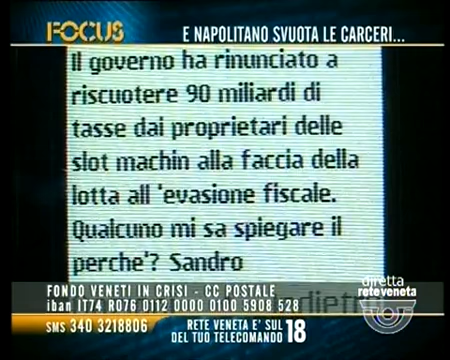 FOCUS
E NAPOLITANO SVUOTA LE CARCERI...
Il governo ha rinunciato a
riscuotere 90 miliardi di
tasse dai proprietari delle
slot machin alla faccia della
lotta all 'evasione fiscale.
Qualcuno mi sa spiegare il
perche'? Sandro
diretta
reteveneta
FONDO VENETI IN CRISI - CC POSTALE
iban IT74 R076 0112 0000 0100 5908 528
diretta
SMS 340 3218806
RETE VENETA E' SUL
DEL TUO TELECOMANDO 18